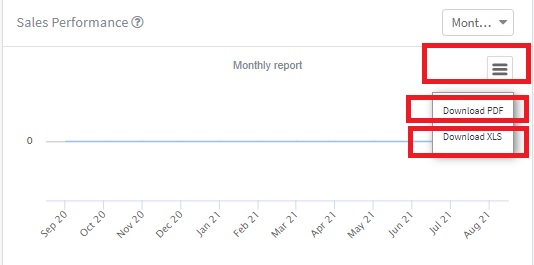 Sales Performance
Mont...
Monthly report
Download PDF
Download XLS
0
Sep 20
Oct 20
Nov 20
Dec 20
Jan 21
Feb 21
Mar 21
Apr 21
May 21
Jun 21
Jul 21
Aug 21